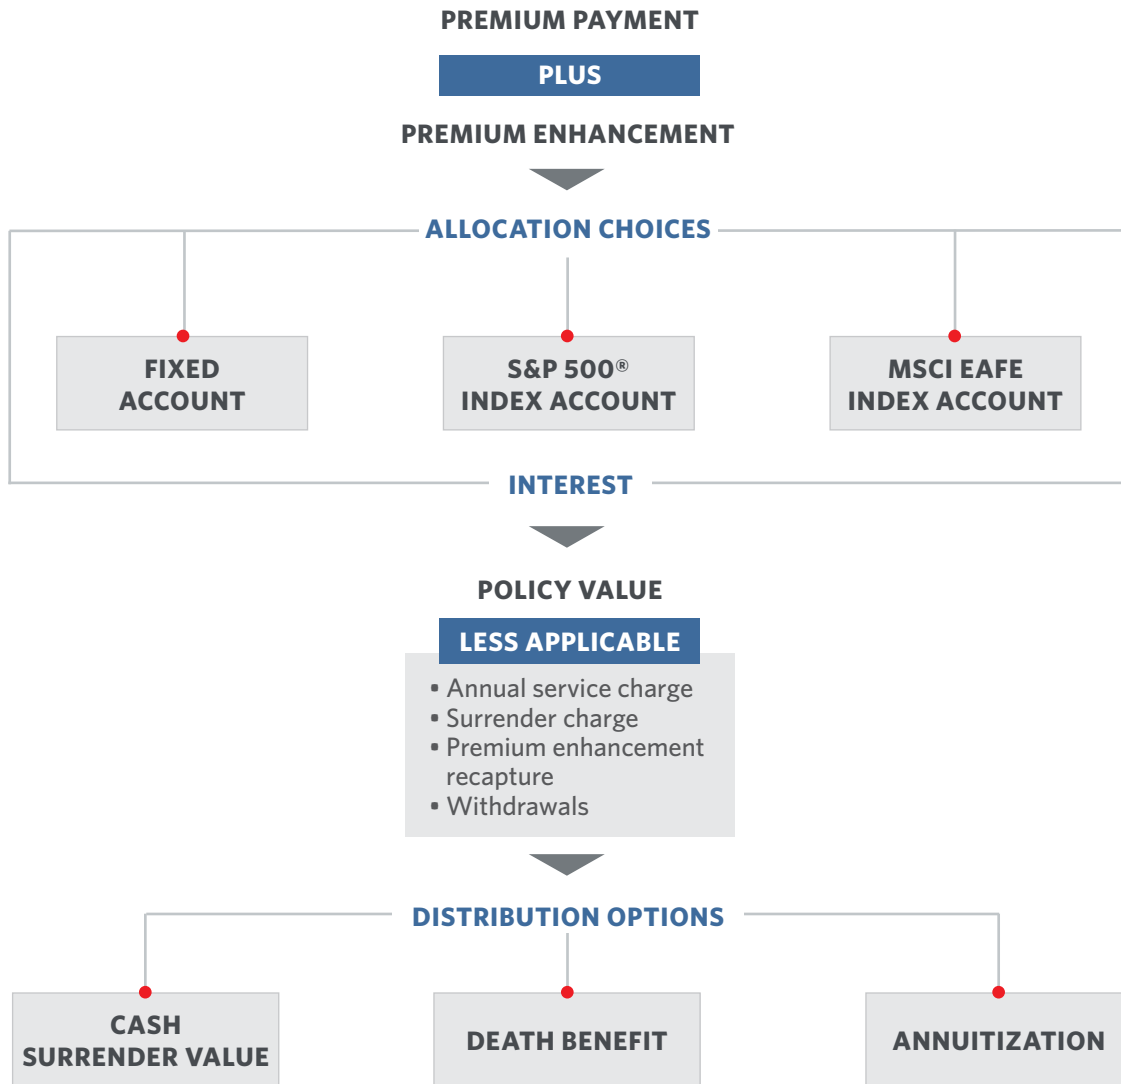 PREMIUM PAYMENT
PLUS
PREMIUM ENHANCEMENT
ALLOCATION CHOICES
FIXED
ACCOUNT
S&P 500®
INDEX ACCOUNT
MSCI EAFE
INDEX ACCOUNT
INTEREST
POLICY VALUE
LESS APPLICABLE
▪ Annual service charge
▪ Surrender charge
▪ Premium enhancement
recapture
▪ Withdrawals
DISTRIBUTION OPTIONS
CASH
SURRENDER VALUE
DEATH BENEFIT
ANNUITIZATION